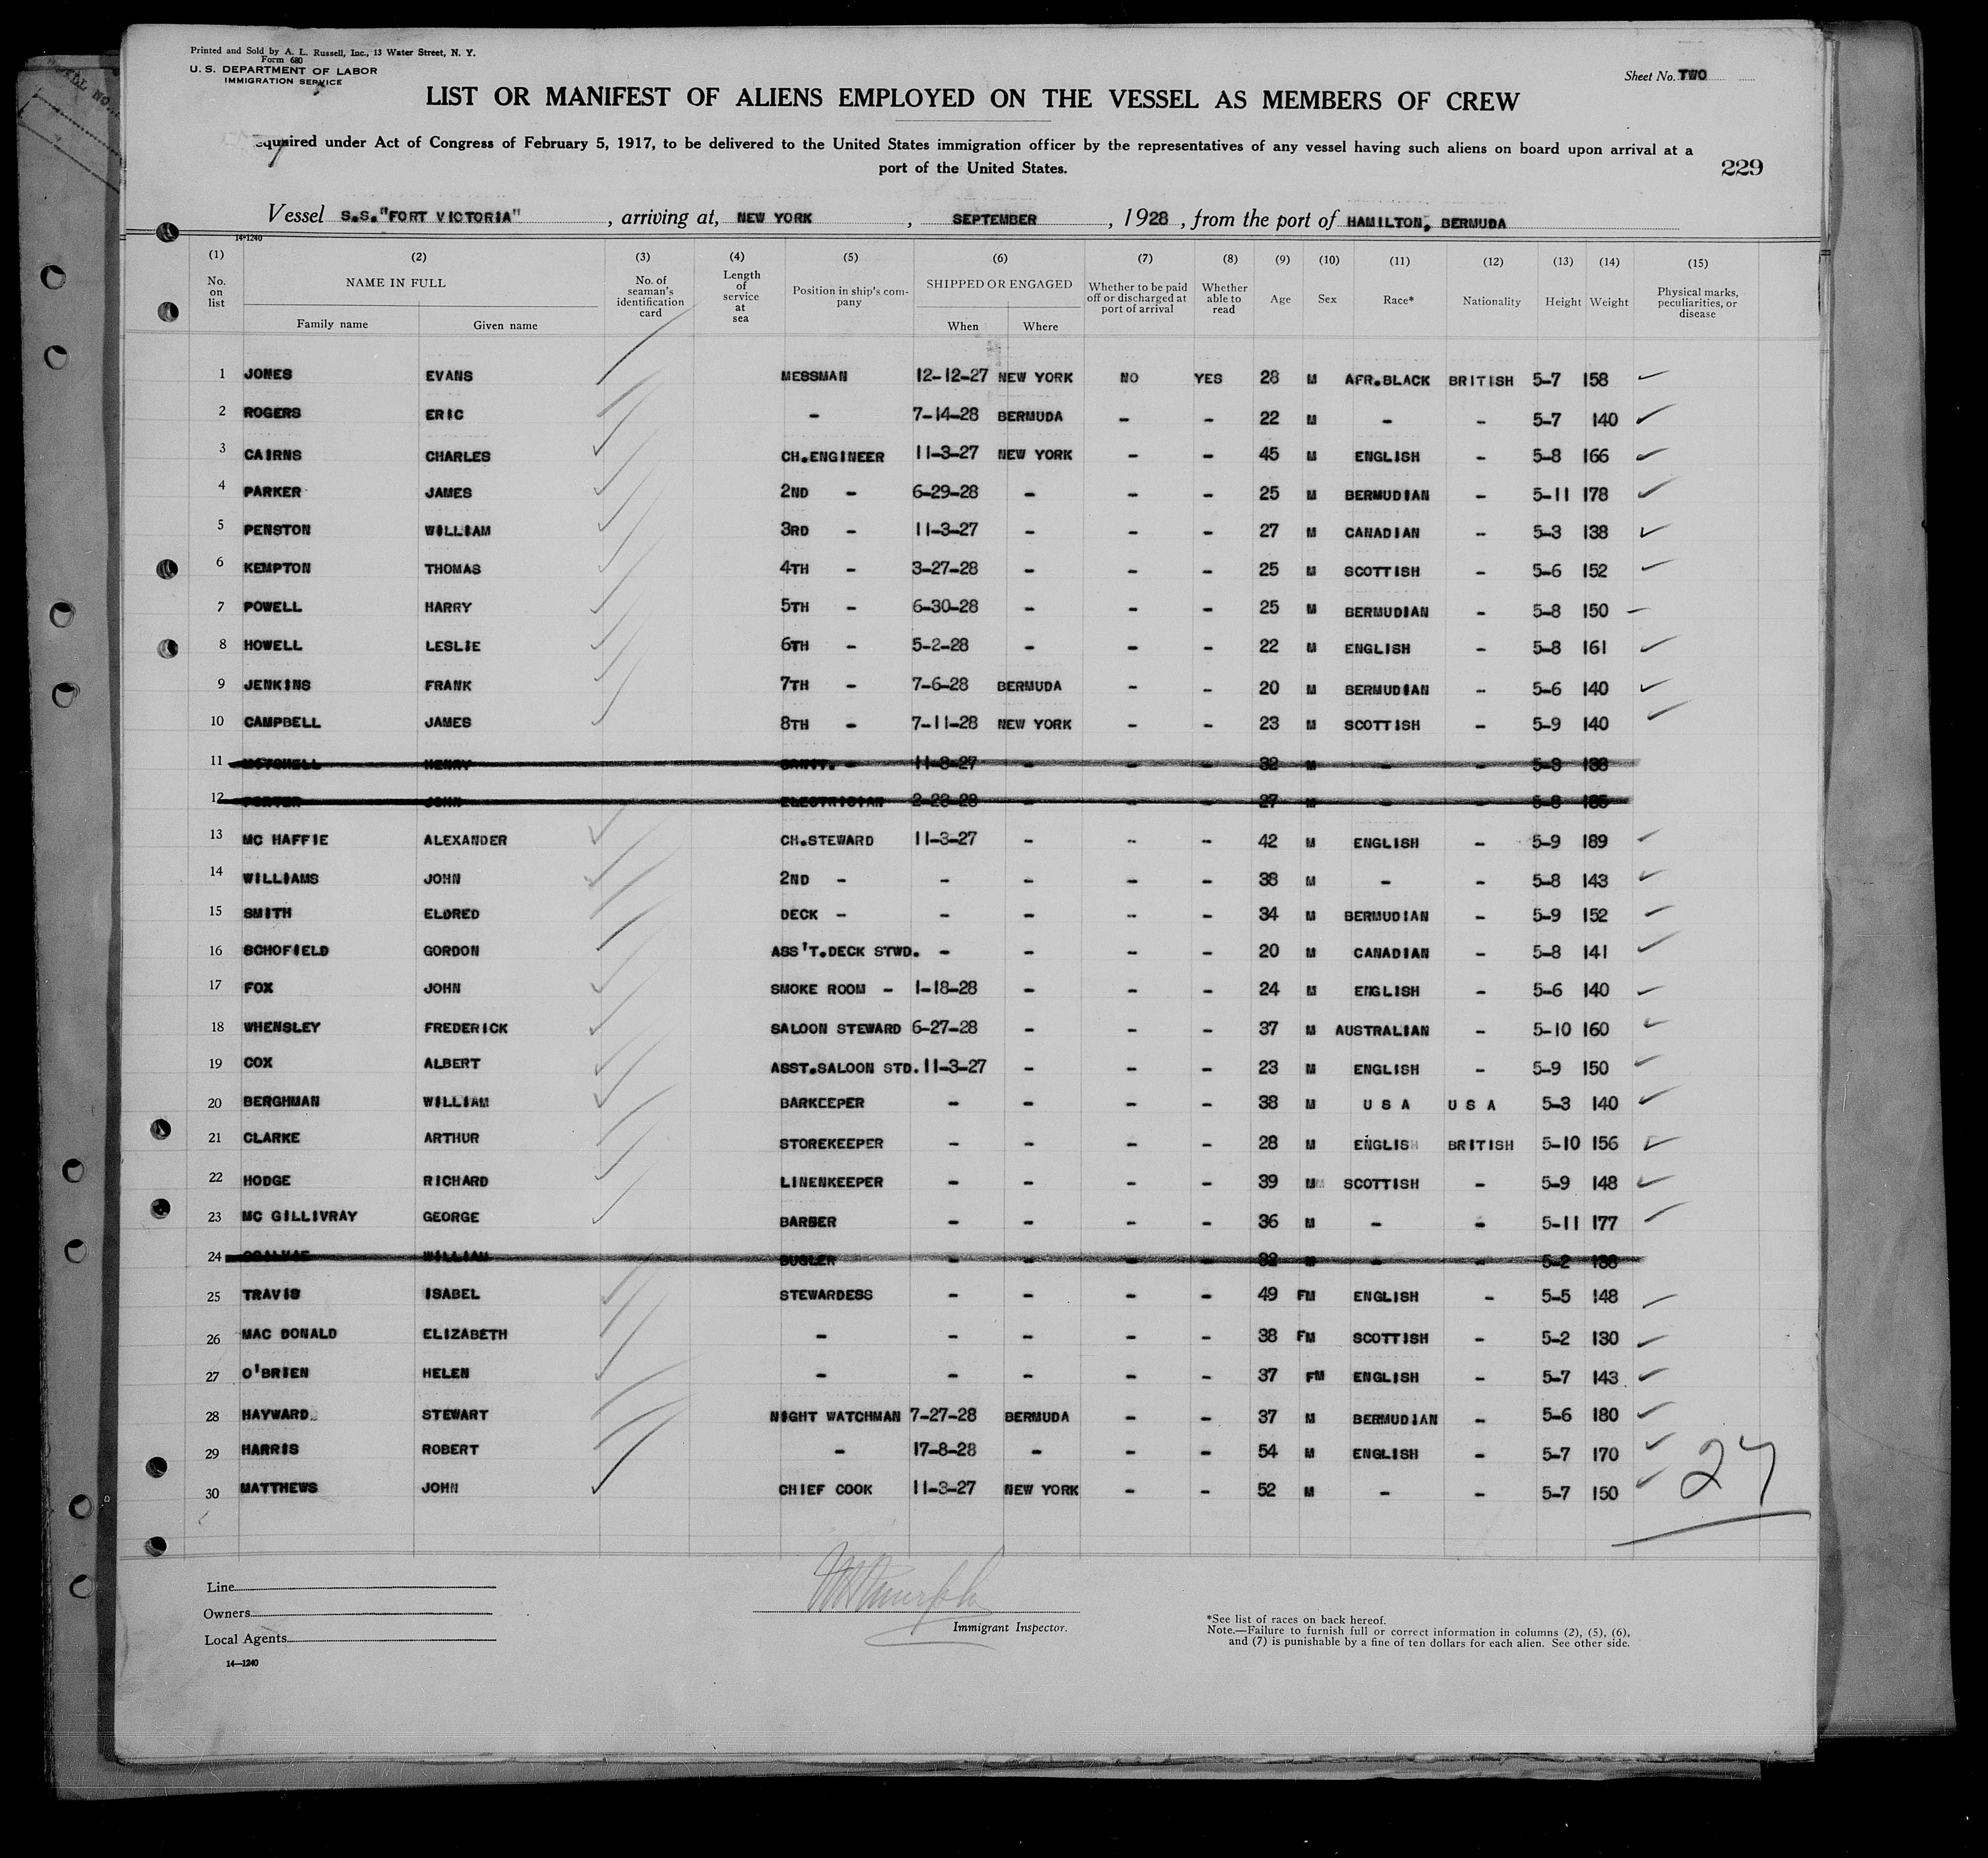 Printed and Sold by A. L. Russell, Inc., 13 Water Street, N. Y.
Form 680
U. S. DEPARTMENT OF LABOR
IMMIGRATION SERVICE
Sheet No. TWO
LIST OR MANIFEST OF ALIENS EMPLOYED ON THE VESSEL AS MEMBERS OF CREW
equired under Act of Congress of February 5, 1917, to be delivered to the United States immigration officer by the representatives of any vessel having such aliens on board upon arrival at a
port of the United States.
229
Vessel S.S."FORT VICTORIA" , arriving at, NEW YORK , SEPTEMBER , 1928 , from the port of HAMILTON, BERMUDA
14-1240
(1) (2) (3) (4) (5) (6) (7) (8) (9) (10) (11) (12) (13) (14) (15)
No. on list NAME IN FULL No. of seaman's identification card Length of service at sea Position in ship's company SHIPPED OR ENGAGED Whether to be paid off or discharged at port of arrival Whether able to read Age Sex Race* Nationality Height Weight Physical marks, peculiarities, or disease
Family name Given name When Where
1 JONES EVANS MESSMAN 12-12-27 NEW YORK NO YES 28 M AFR.BLACK BRITISH 5-7 158
2 ROGERS ERIC - 7-14-28 BERMUDA - - 22 M - - 5-7 140
3 CAIRNS CHARLES CH.ENGINEER 11-3-27 NEW YORK - - 45 M ENGLISH - 5-8 166
4 PARKER JAMES 2ND - 6-29-28 - - - 25 M BERMUDIAN - 5-11 178
5 PENSTON WILLIAM 3RD - 11-3-27 - - - 27 M CANADIAN - 5-3 138
6 KEMPTON THOMAS 4TH - 3-27-28 - - - 25 M SCOTTISH - 5-6 152
7 POWELL HARRY 5TH - 6-30-28 - - - 25 M BERMUDIAN - 5-8 150
8 HOWELL LESLIE 6TH - 5-2-28 - - - 22 M ENGLISH - 5-8 161
9 JENKINS FRANK 7TH - 7-6-28 BERMUDA - - 20 M BERMUDIAN - 5-6 140
10 CAMPBELL JAMES 8TH - 7-11-28 NEW YORK - - 23 M SCOTTISH - 5-9 140
11 MITCHELL HENRY - 11-3-27 - - - 32 M - -
12 PORTER JOHN ELECTRICIAN 2-23-28 - - - 27 M - - 5-8
13 MC HAFFIE ALEXANDER CH.STEWARD 11-3-27 - - - 42 M ENGLISH - 5-9 189
14 WILLIAMS JOHN 2ND - - - - - 38 M - - 5-8 143
15 SMITH ELDRED DECK - - - - - 34 M BERMUDIAN - 5-9 152
16 SCHOFIELD GORDON ASS'T.DECK STWD. - - - - 20 M CANADIAN - 5-8 141
17 FOX JOHN SMOKE ROOM - 1-18-28 - - - 24 M ENGLISH - 5-6 140
18 WHENSLEY FREDERICK SALOON STEWARD 6-27-28 - - - 37 M AUSTRALIAN - 5-10 160
19 COX ALBERT ASST.SALOON STD. 11-3-27 - - - 23 M ENGLISH - 5-9 150
20 BERGHMAN WILLIAM BARKEEPER - - - - 38 M U S A U S A 5-3 140
21 CLARKE ARTHUR STOREKEEPER - - - - 28 M ENGLISH BRITISH 5-10 156
22 HODGE RICHARD LINENKEEPER - - - - 39 M SCOTTISH - 5-9 148
23 MC GILLIVRAY GEORGE BARBER - - - - 36 M - - 5-11 177
24 OGILVIE WILLIAM BUGLER - - - - 32 M - - 5-2 138
25 TRAVIS ISABEL STEWARDESS - - - - 49 FM ENGLISH - 5-5 148
26 MAC DONALD ELIZABETH - - - - - 38 FM SCOTTISH - 5-2 130
27 O'BRIEN HELEN - - - - - 37 FM ENGLISH - 5-7 143
28 HAYWARD STEWART NIGHT WATCHMAN 7-27-28 BERMUDA - - 37 M BERMUDIAN - 5-6 180
29 HARRIS ROBERT - 17-8-28 - - - 54 M ENGLISH - 5-7 170
30 MATTHEWS JOHN CHIEF COOK 11-3-27 NEW YORK - - 52 M - - 5-7 150
27
Line
Owners
Local Agents
14—1240
Immigrant Inspector.
*See list of races on back hereof.
Note.—Failure to furnish full or correct information in columns (2), (5), (6),
and (7) is punishable by a fine of ten dollars for each alien. See other side.